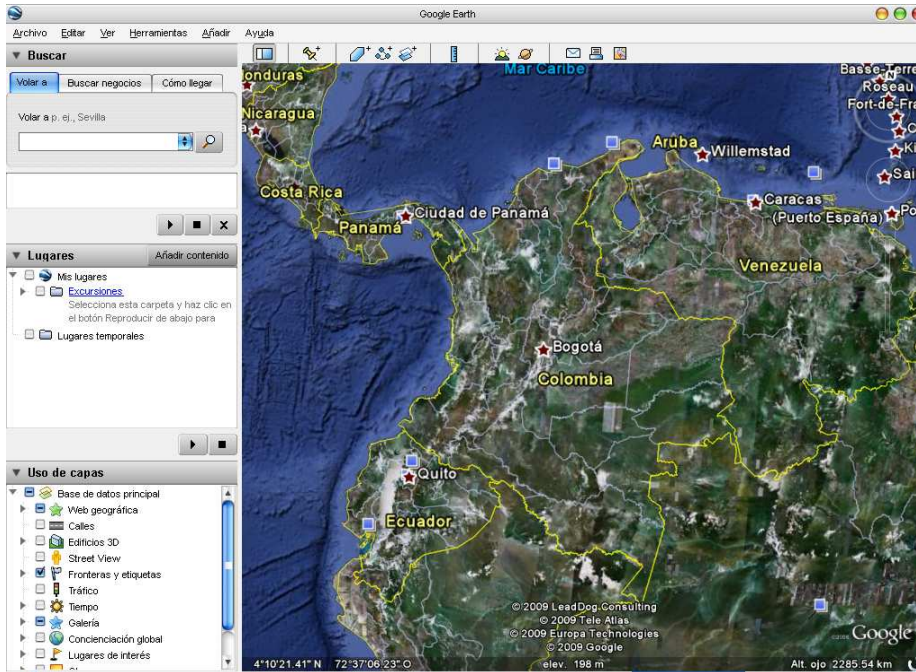 Google Earth
Archivo Editar Ver Herramientas Añadir Ayuda
Buscar
Volar a Buscar negocios Cómo llegar
Volar a p. ej., Sevilla
Lugares Añadir contenido
Mis lugares
Excursiones
Selecciona esta carpeta y haz clic en
el botón Reproducir de abajo para
Lugares temporales
Uso de capas
Base de datos principal
Web geográfica
Calles
Edificios 3D
Street View
Fronteras y etiquetas
Tráfico
Tiempo
Galería
Concienciación global
Lugares de interés
Mar Caribe
Honduras
Basse-Terre
Roseau
Fort-de-Fra
Nicaragua
N
Aruba
Willemstad
Costa Rica
Panamá
Ciudad de Panamá
Caracas
(Puerto España)
Venezuela
Bogotá
Colombia
Quito
Ecuador
© 2009 LeadDog Consulting
© 2009 Tele Atlas
© 2009 Europa Technologies
© 2009 Google
Google
4°10'21.41" N 72°37'06.23" O elev. 198 m Alt. ojo 2285.54 km